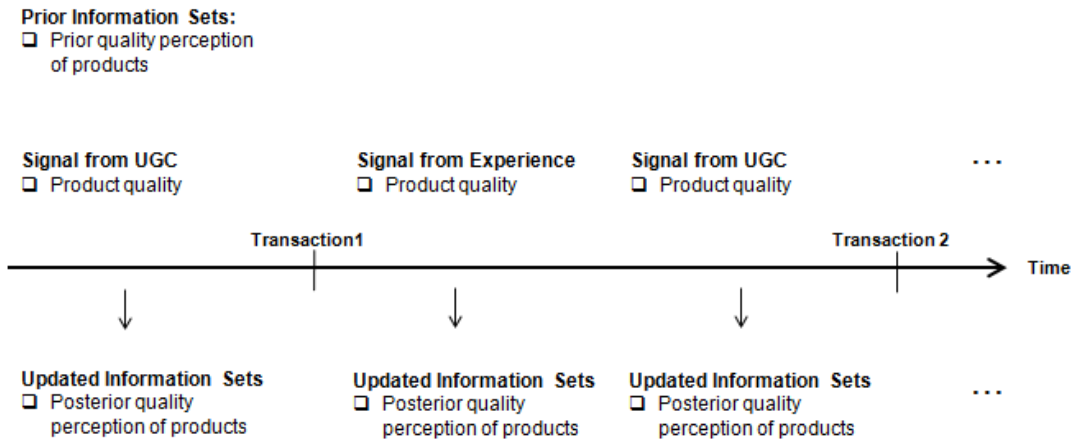 Prior Information Sets:
❑ Prior quality perception
of products
Signal from UGC
❑ Product quality
Signal from Experience
❑ Product quality
Signal from UGC
❑ Product quality
...
Transaction1
Transaction 2
Time
Updated Information Sets
❑ Posterior quality
perception of products
Updated Information Sets
❑ Posterior quality
perception of products
Updated Information Sets
❑ Posterior quality
perception of products
...